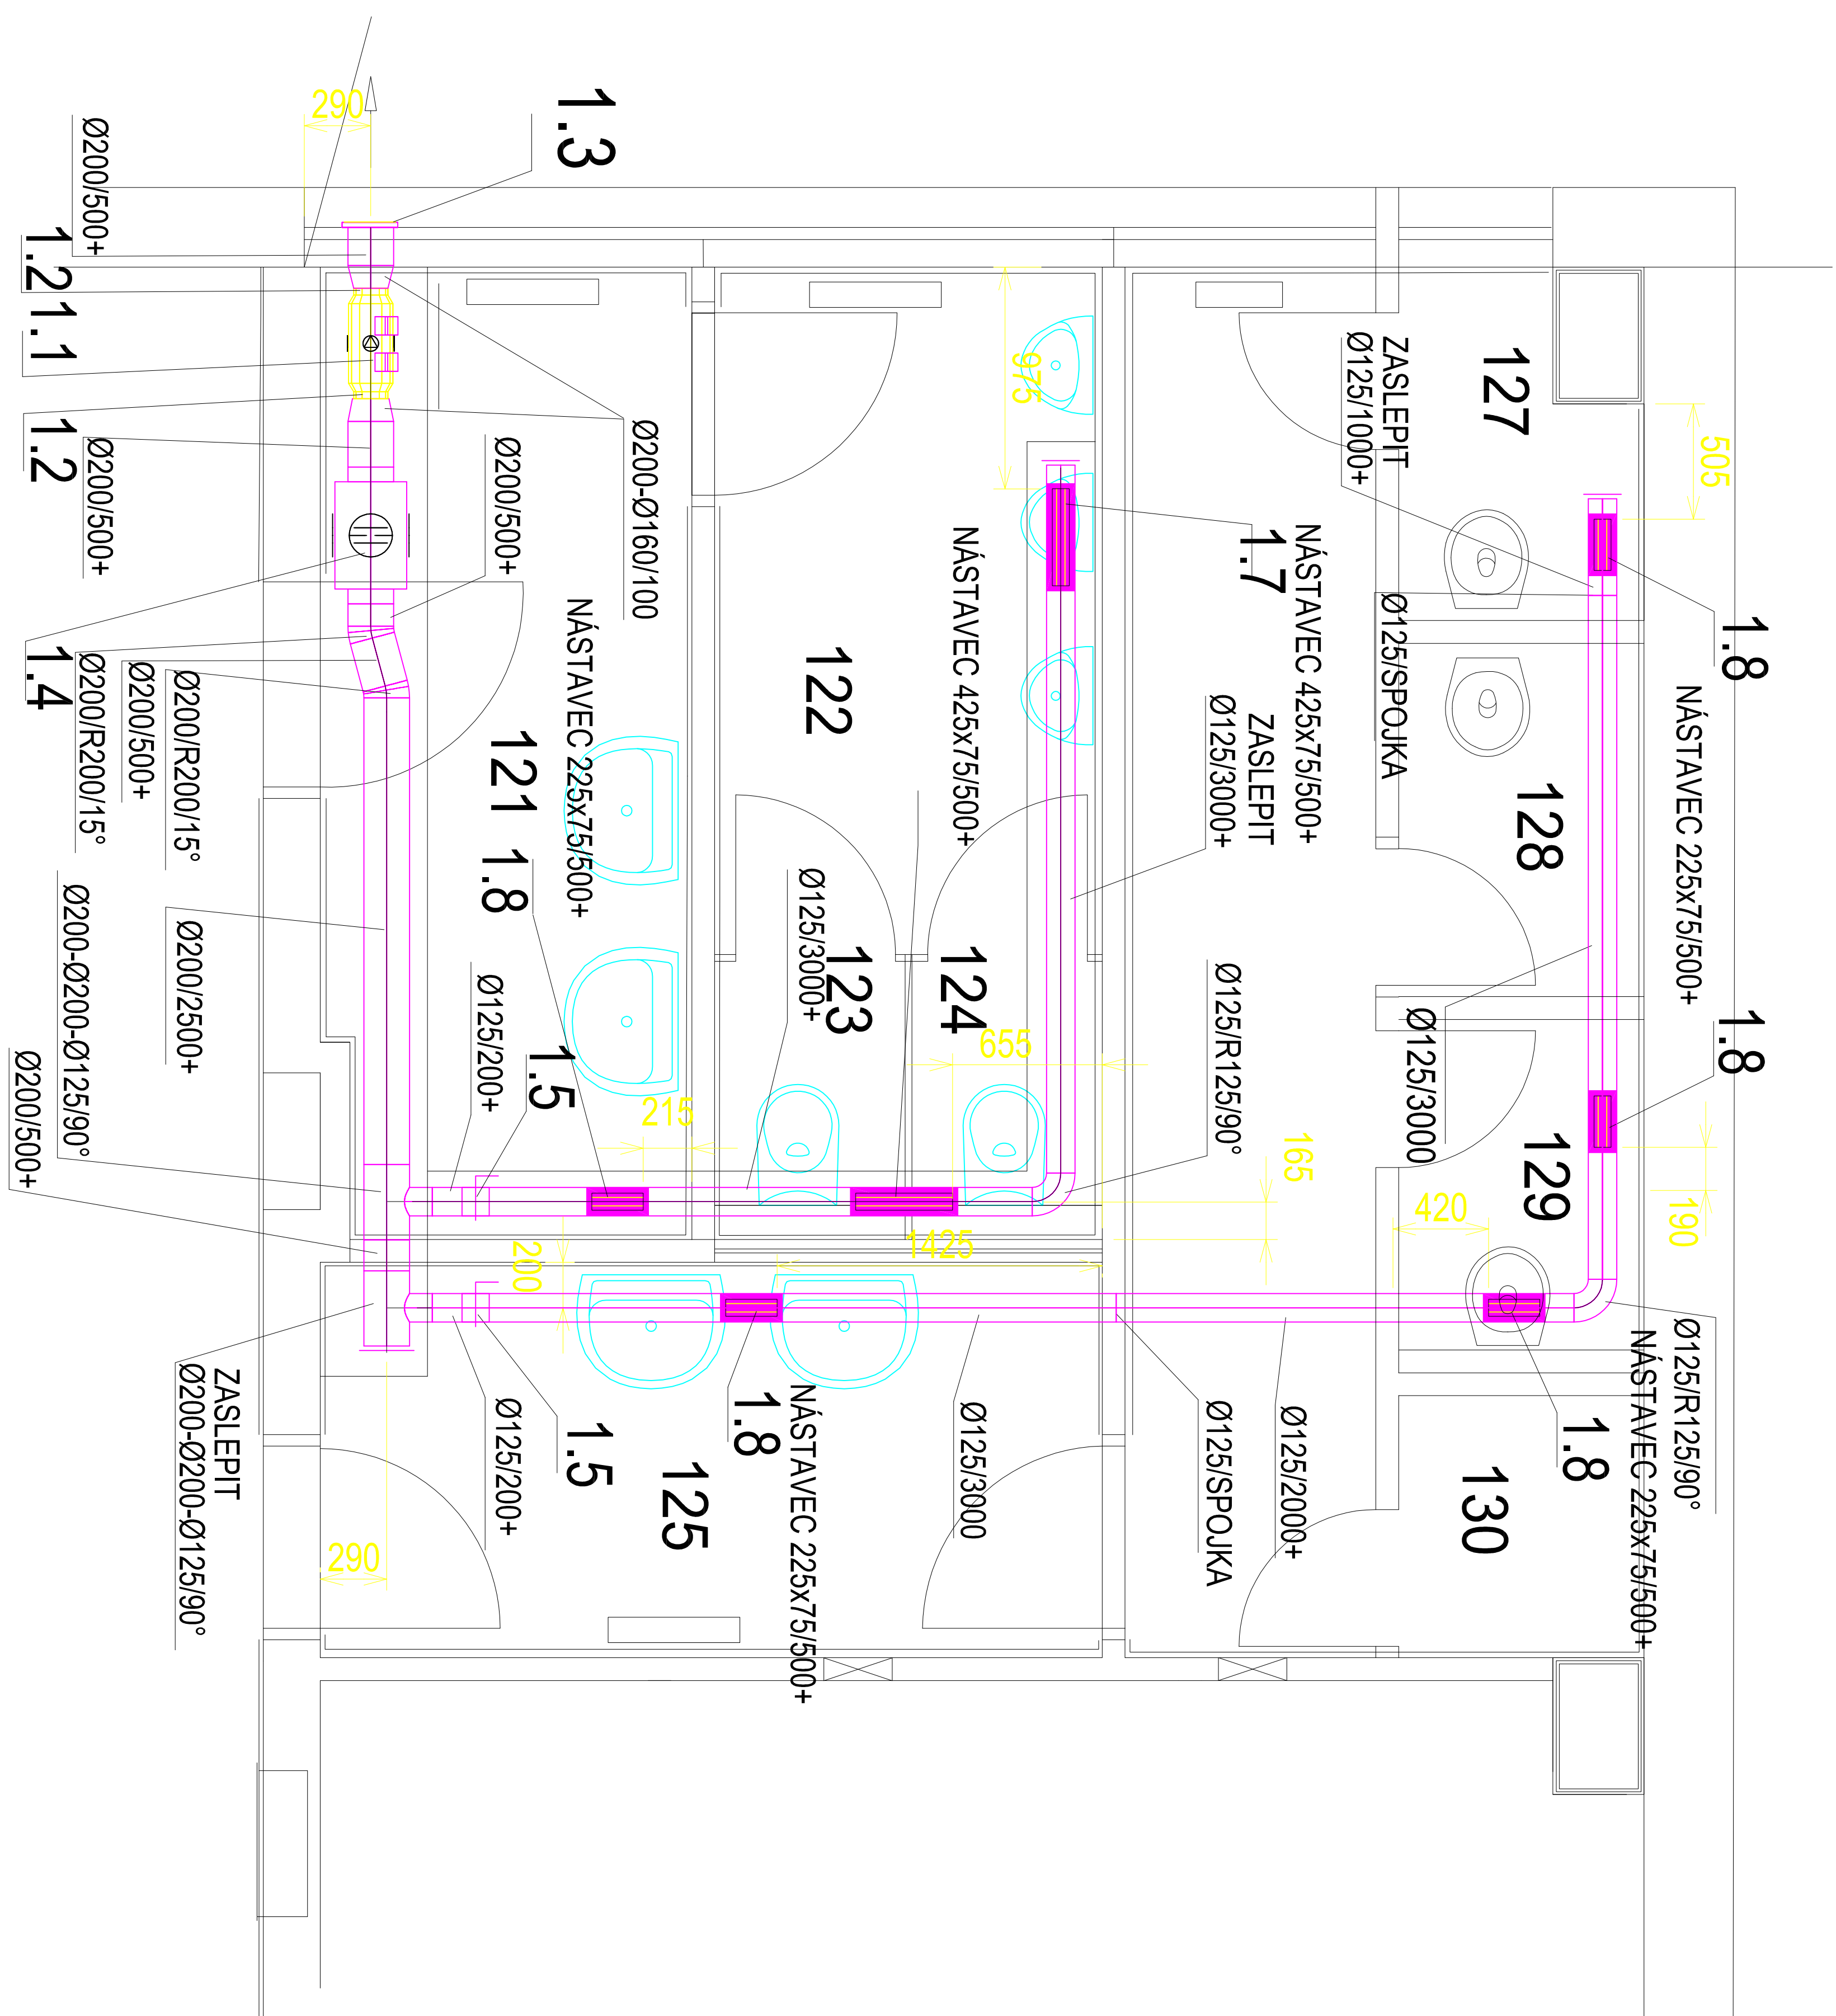 1.3
290
Ø200/500+
1.2
1.1
1.2
Ø200/500+
Ø200/500+
Ø200-Ø160/100
1.4
Ø200/R200/15°
Ø200/500+
Ø200/R200/15°
Ø200/2500+
Ø200-Ø200-Ø125/90°
Ø200/500+
ZASLEPIT
Ø200-Ø200-Ø125/90°
290
NÁSTAVEC 225x75/500+
121
1.8
Ø125/200+
1.5
215
200
Ø125/200+
1.5
125
1.8
NÁSTAVEC 225x75/500+
122
975
NÁSTAVEC 425x75/500+
Ø125/3000+
123
124
655
1425
Ø125/3000
1.7
NÁSTAVEC 425x75/500+
ZASLEPIT
Ø125/3000+
Ø125/R125/90°
165
Ø125/SPOJKA
Ø125/2000+
127
ZASLEPIT
Ø125/1000+
Ø125/SPOJKA
505
1.8
NÁSTAVEC 225x75/500+
128
Ø125/3000
1.8
129
420
190
Ø125/R125/90°
NÁSTAVEC 225x75/500+
1.8
130